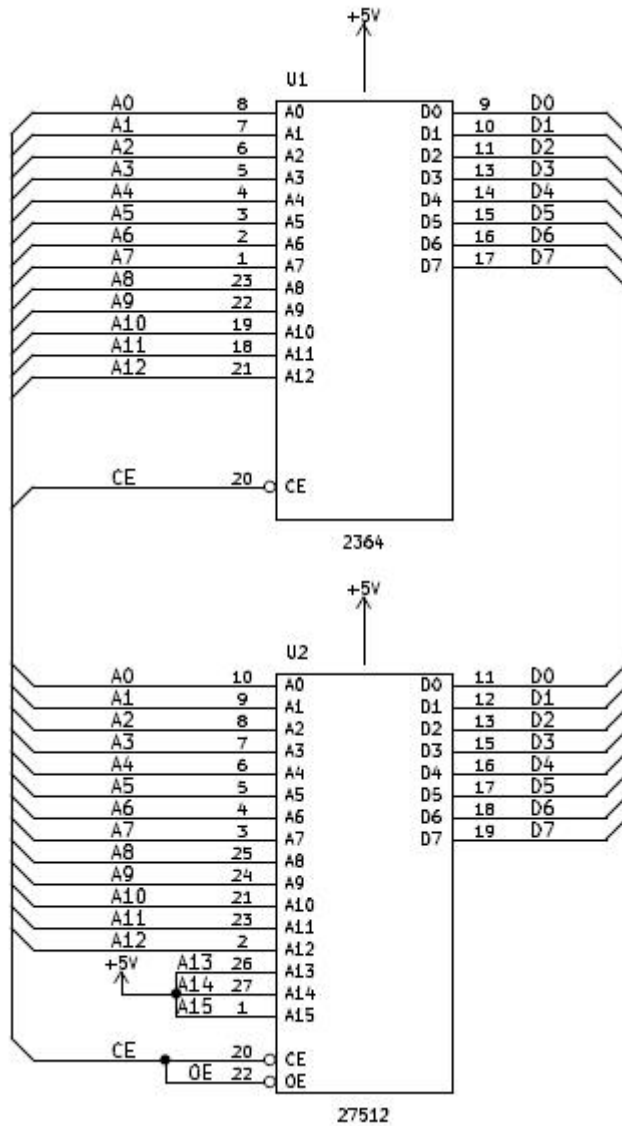 +5V
U1
A0 8 A0 D0 9 D0
A1 7 A1 D1 10 D1
A2 6 A2 D2 11 D2
A3 5 A3 D3 13 D3
A4 4 A4 D4 14 D4
A5 3 A5 D5 15 D5
A6 2 A6 D6 16 D6
A7 1 A7 D7 17 D7
A8 23 A8
A9 22 A9
A10 19 A10
A11 18 A11
A12 21 A12
CE 20 CE
2364
+5V
U2
A0 10 A0 D0 11 D0
A1 9 A1 D1 12 D1
A2 8 A2 D2 13 D2
A3 7 A3 D3 15 D3
A4 6 A4 D4 16 D4
A5 5 A5 D5 17 D5
A6 4 A6 D6 18 D6
A7 3 A7 D7 19 D7
A8 25 A8
A9 24 A9
A10 21 A10
A11 23 A11
A12 2 A12
+5V A13 26 A13
A14 27 A14
A15 1 A15
CE 20 CE
OE 22 OE
27512